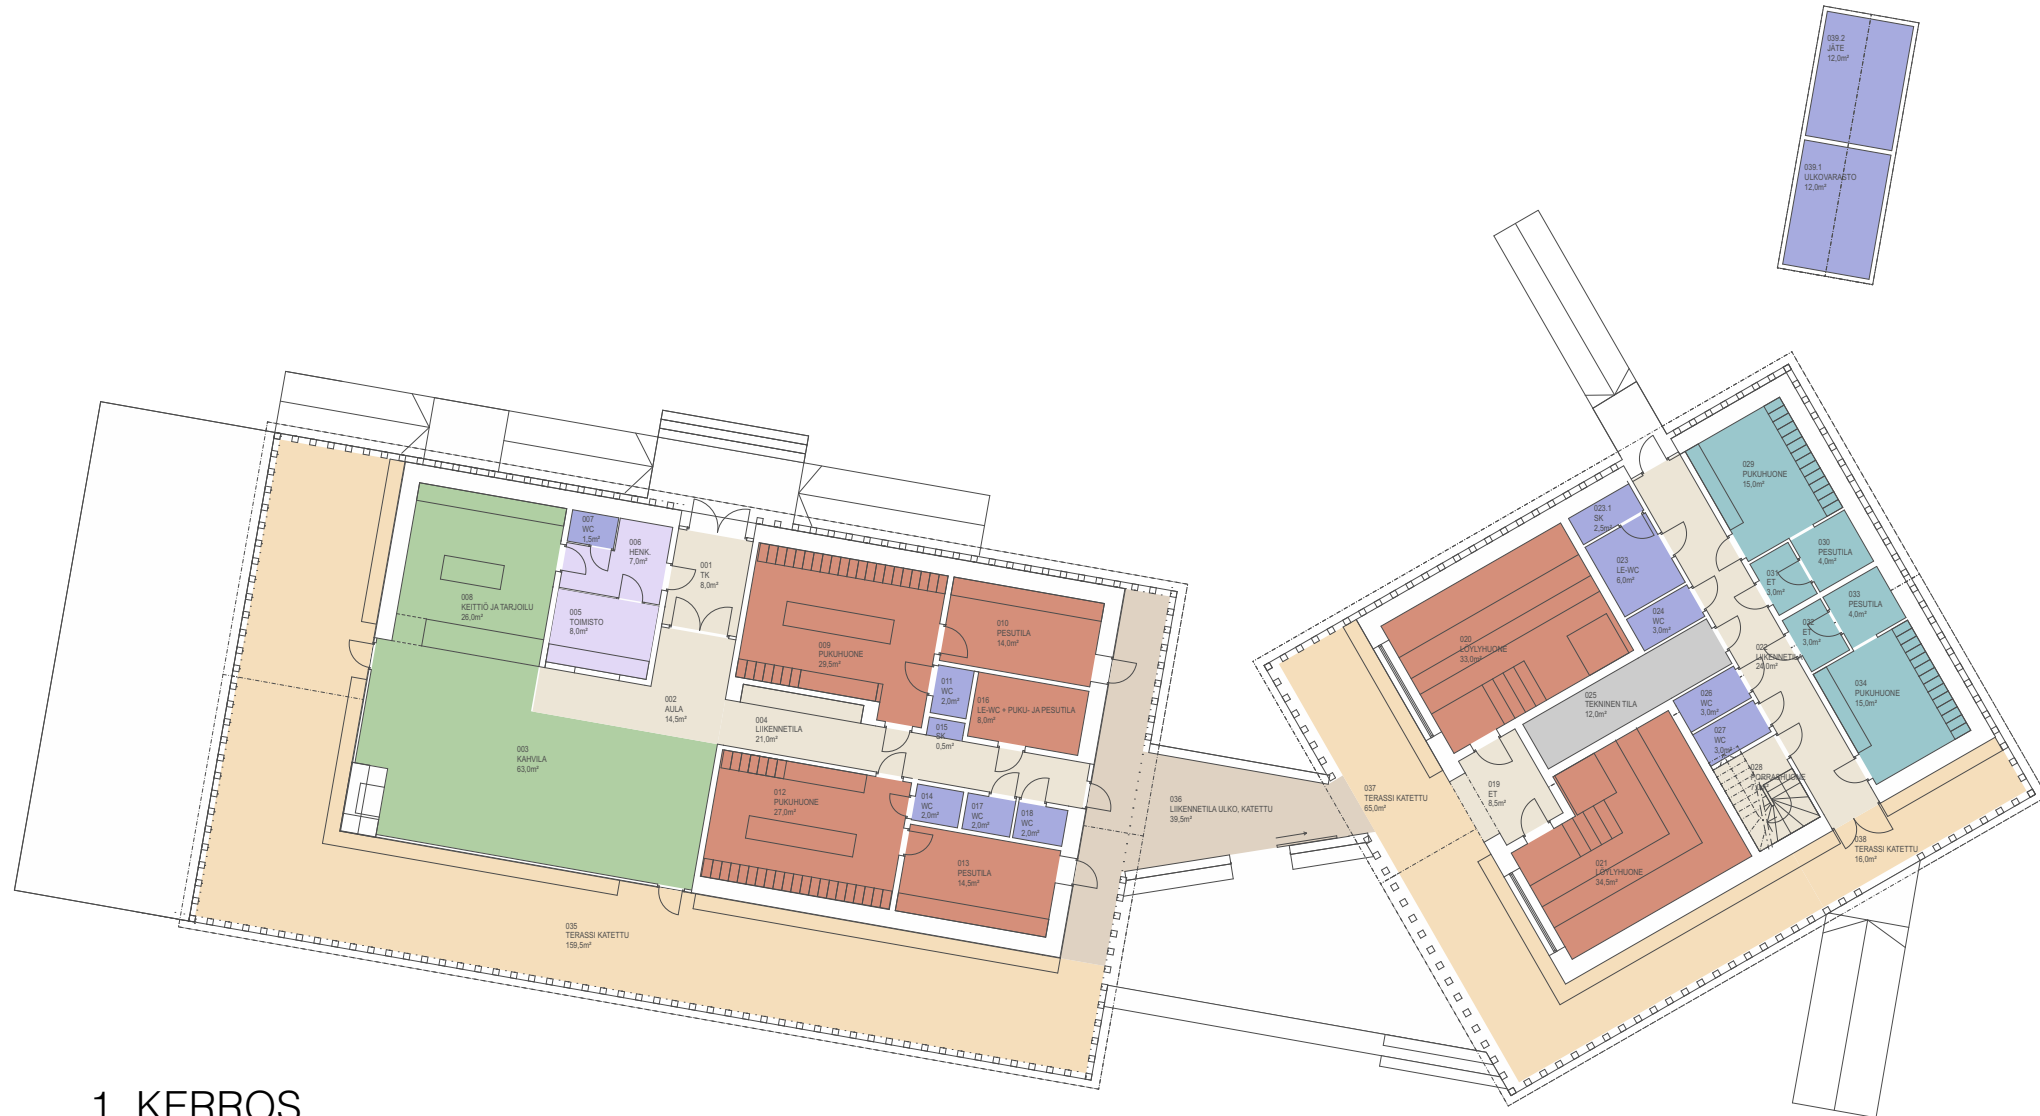 039.2
JÄTE
12,0m²
039.1
ULKOVARASTO
12,0m²
007
WC
1,5m²
006
HENK.
7,0m²
001
TK
8,0m²
008
KEITTIÖ JA TARJOILU
26,0m²
005
TOIMISTO
8,0m²
009
PUKUHUONE
29,5m²
010
PESUTILA
14,0m²
011
WC
2,0m²
016
LE-WC + PUKU- JA PESUTILA
8,0m²
015
SK
0,5m²
002
AULA
14,5m²
004
LIIKENNETILA
21,0m²
003
KAHVILA
63,0m²
012
PUKUHUONE
27,0m²
014
WC
2,0m²
017
WC
2,0m²
018
WC
2,0m²
013
PESUTILA
14,5m²
035
TERASSI KATETTU
159,5m²
036
LIIKENNETILA ULKO, KATETTU
39,5m²
037
TERASSI KATETTU
65,0m²
019
ET
8,5m²
020
LÖYLYHUONE
33,0m²
021
LÖYLYHUONE
34,5m²
023.1
SK
2,5m²
023
LE-WC
6,0m²
024
WC
3,0m²
025
TEKNINEN TILA
12,0m²
026
WC
3,0m²
027
WC
3,0m²
022
LIIKENNETILA
24,0m²
028
PORRASHUONE
029
PUKUHUONE
15,0m²
030
PESUTILA
4,0m²
031
ET
3,0m²
033
PESUTILA
4,0m²
032
ET
3,0m²
034
PUKUHUONE
15,0m²
038
TERASSI KATETTU
16,0m²
1. KERROS